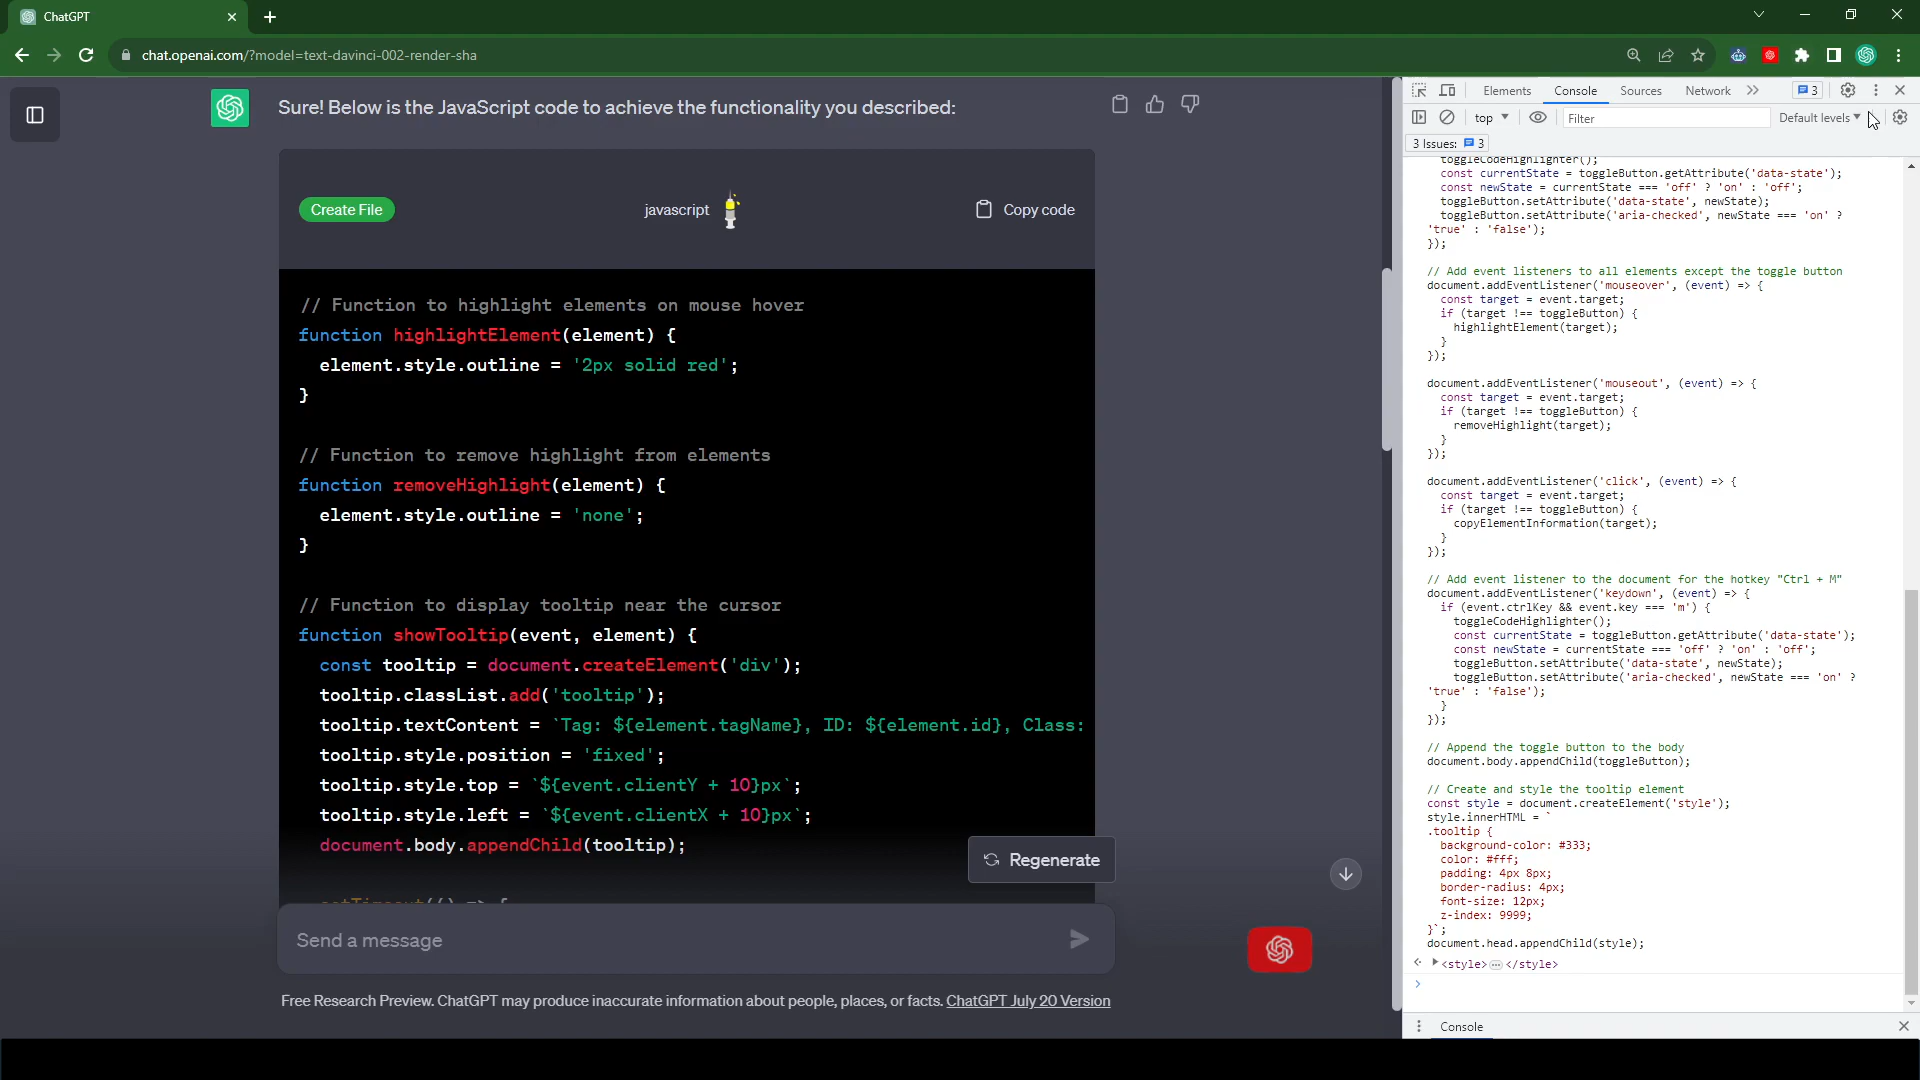 ChatGPT
chat.openai.com/?model=text-davinci-002-render-sha
Sure! Below is the JavaScript code to achieve the functionality you described:
Create File
javascript
Copy code
// Function to highlight elements on mouse hover
function highlightElement(element) {
element.style.outline = '2px solid red';
}
// Function to remove highlight from elements
function removeHighlight(element) {
element.style.outline = 'none';
}
// Function to display tooltip near the cursor
function showTooltip(event, element) {
const tooltip = document.createElement('div');
tooltip.classList.add('tooltip');
tooltip.textContent = `Tag: ${element.tagName}, ID: ${element.id}, Class:
tooltip.style.position = 'fixed';
tooltip.style.top = `${event.clientY + 10}px`;
tooltip.style.left = `${event.clientX + 10}px`;
document.body.appendChild(tooltip);
setTimeout(() => {
Regenerate
Send a message
Free Research Preview. ChatGPT may produce inaccurate information about people, places, or facts. ChatGPT July 20 Version
Elements Console Sources Network 3
top Filter Default levels
3 Issues: 3
toggleCodeHighlighter();
const currentState = toggleButton.getAttribute('data-state');
const newState = currentState === 'off' ? 'on' : 'off';
toggleButton.setAttribute('data-state', newState);
toggleButton.setAttribute('aria-checked', newState === 'on' ?
'true' : 'false');
});
// Add event listeners to all elements except the toggle button
document.addEventListener('mouseover', (event) => {
const target = event.target;
if (target !== toggleButton) {
highlightElement(target);
}
});
document.addEventListener('mouseout', (event) => {
const target = event.target;
if (target !== toggleButton) {
removeHighlight(target);
}
});
document.addEventListener('click', (event) => {
const target = event.target;
if (target !== toggleButton) {
copyElementInformation(target);
}
});
// Add event listener to the document for the hotkey "Ctrl + M"
document.addEventListener('keydown', (event) => {
if (event.ctrlKey && event.key === 'm') {
toggleCodeHighlighter();
const currentState = toggleButton.getAttribute('data-state');
const newState = currentState === 'off' ? 'on' : 'off';
toggleButton.setAttribute('data-state', newState);
toggleButton.setAttribute('aria-checked', newState === 'on' ?
'true' : 'false');
}
});
// Append the toggle button to the body
document.body.appendChild(toggleButton);
// Create and style the tooltip element
const style = document.createElement('style');
style.innerHTML = `
.tooltip {
background-color: #333;
color: #fff;
padding: 4px 8px;
border-radius: 4px;
font-size: 12px;
z-index: 9999;
}`;
document.head.appendChild(style);
<style>…</style>
Console